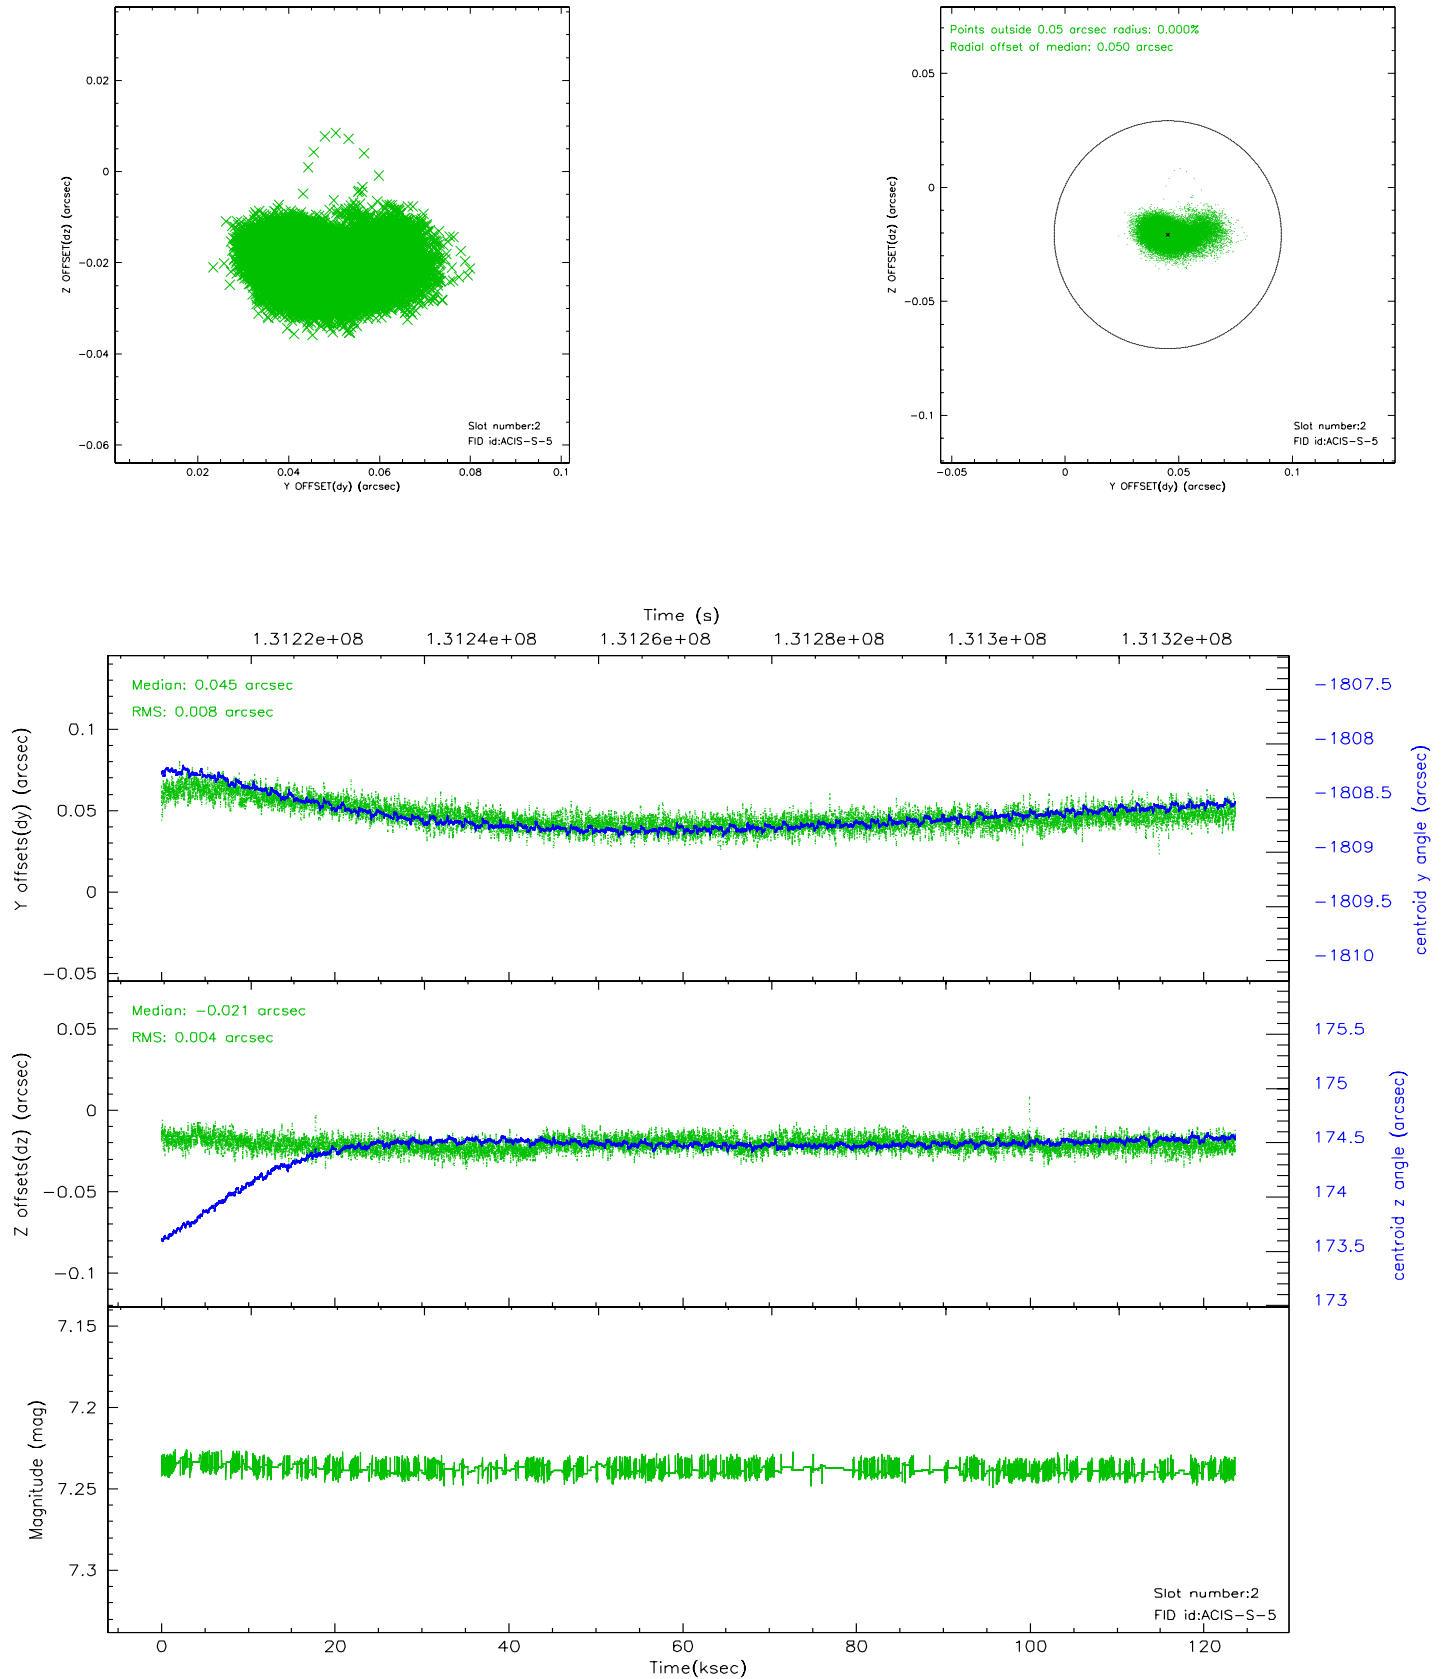 0.02
0
-0.02
-0.04
-0.06
Z OFFSET(dz) (arcsec)
0.02
0.04
0.06
0.08
0.1
Y OFFSET(dy) (arcsec)
Slot number:2
FID id:ACIS-S-5
Points outside 0.05 arcsec radius: 0.000%
Radial offset of median: 0.050 arcsec
0.05
0
-0.05
-0.1
Z OFFSET(dz) (arcsec)
-0.05
0
0.05
0.1
Y OFFSET(dy) (arcsec)
Slot number:2
FID id:ACIS-S-5
Time (s)
1.3122e+08
1.3124e+08
1.3126e+08
1.3128e+08
1.313e+08
1.3132e+08
Median: 0.045 arcsec
RMS: 0.008 arcsec
0.1
0.05
0
-0.05
Y offsets(dy) (arcsec)
-1807.5
-1808
-1808.5
-1809
-1809.5
-1810
centroid y angle (arcsec)
Median: -0.021 arcsec
RMS: 0.004 arcsec
0.05
0
-0.05
-0.1
Z offsets(dz) (arcsec)
175.5
175
174.5
174
173.5
173
centroid z angle (arcsec)
7.15
7.2
7.25
7.3
Magnitude (mag)
Slot number:2
FID id:ACIS-S-5
0
20
40
60
80
100
120
Time(ksec)